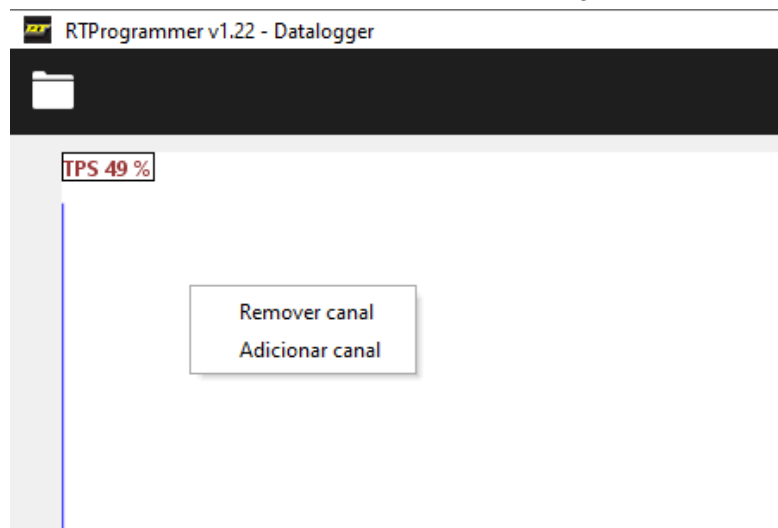 RTProgrammer v1.22 - Datalogger
TPS 49 %
Remover canal
Adicionar canal